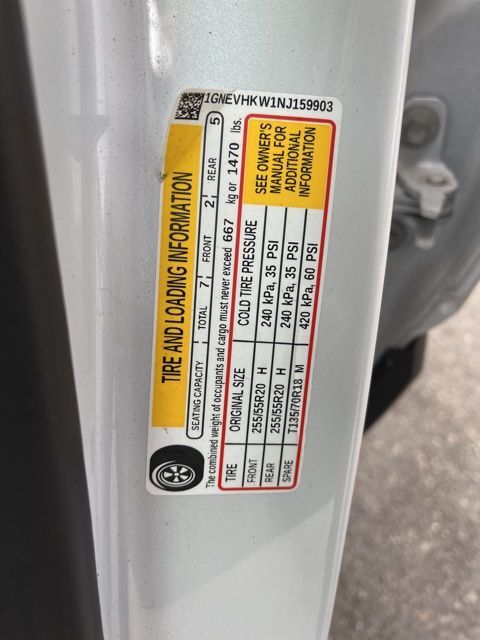 1GNEVHKW1NJ159903
TIRE AND LOADING INFORMATION
SEATING CAPACITY TOTAL 7 FRONT 2 REAR 5
The combined weight of occupants and cargo must never exceed 667 kg or 1470 lbs.
TIRE ORIGINAL SIZE COLD TIRE PRESSURE
FRONT 255/55R20 H 240 kPa, 35 PSI
REAR 255/55R20 H 240 kPa, 35 PSI
SPARE T135/70R18 M 420 kPa, 60 PSI
SEE OWNER'S
MANUAL FOR
ADDITIONAL
INFORMATION